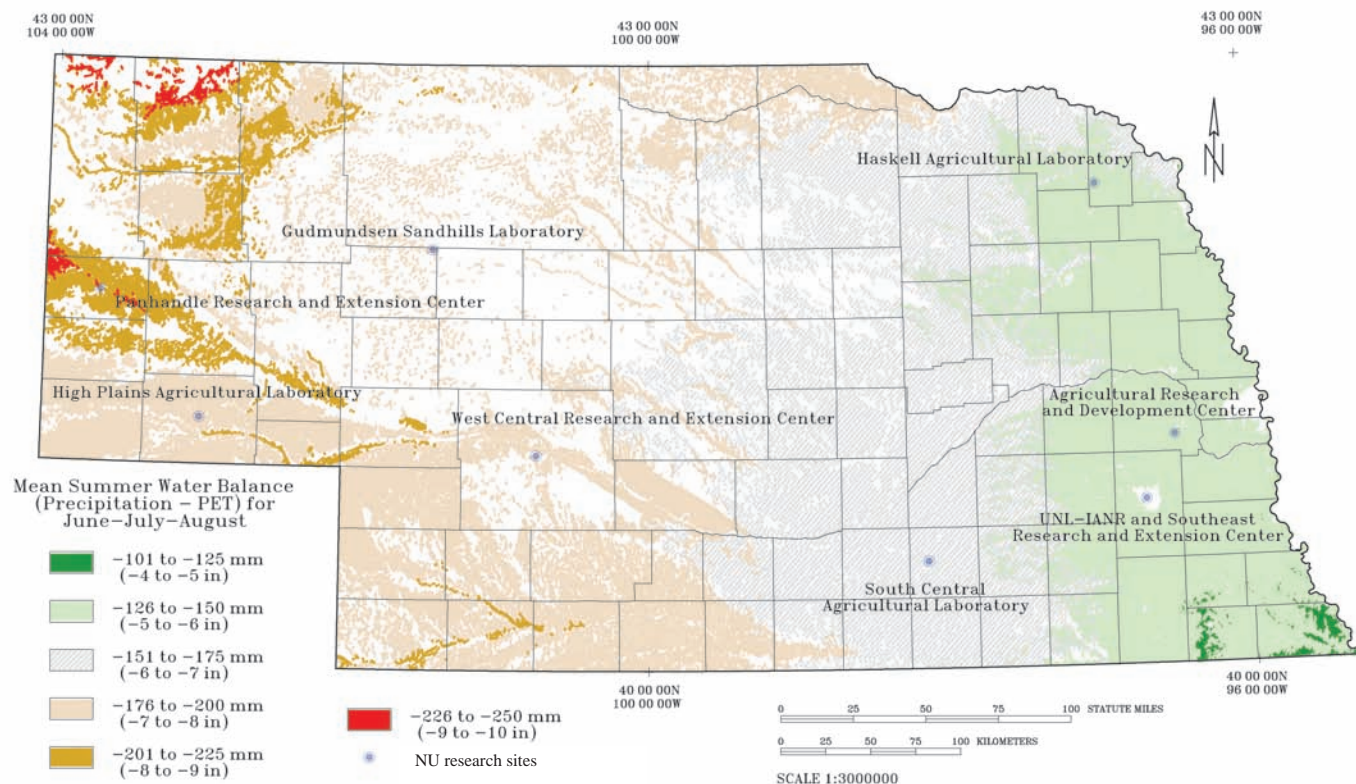 43 00 00N
104 00 00W
43 00 00N
100 00 00W
43 00 00N
96 00 00W
N
Haskell Agricultural Laboratory
Gudmundsen Sandhills Laboratory
Panhandle Research and Extension Center
High Plains Agricultural Laboratory
West Central Research and Extension Center
Agricultural Research
and Development Center
UNL-IANR and Southeast
Research and Extension Center
South Central
Agricultural Laboratory
Mean Summer Water Balance
(Precipitation - PET) for
June-July-August
-101 to -125 mm
(-4 to -5 in)
-126 to -150 mm
(-5 to -6 in)
-151 to -175 mm
(-6 to -7 in)
-176 to -200 mm
(-7 to -8 in)
-201 to -225 mm
(-8 to -9 in)
-226 to -250 mm
(-9 to -10 in)
NU research sites
40 00 00N
100 00 00W
40 00 00N
96 00 00W
0 25 50 75 100 STATUTE MILES
0 25 50 75 100 KILOMETERS
SCALE 1:3000000